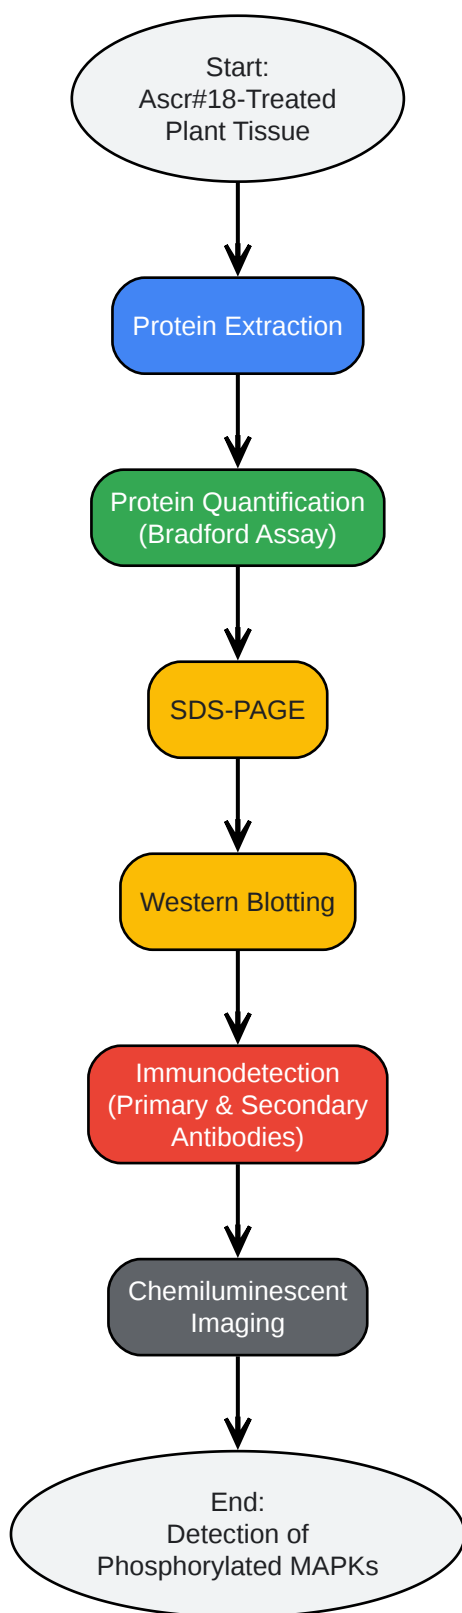 Start:
Ascr#18-Treated
Plant Tissue
Protein Extraction
Protein Quantification
(Bradford Assay)
SDS-PAGE
Western Blotting
Immunodetection
(Primary & Secondary
Antibodies)
Chemiluminescent
Imaging
End:
Detection of
Phosphorylated MAPKs